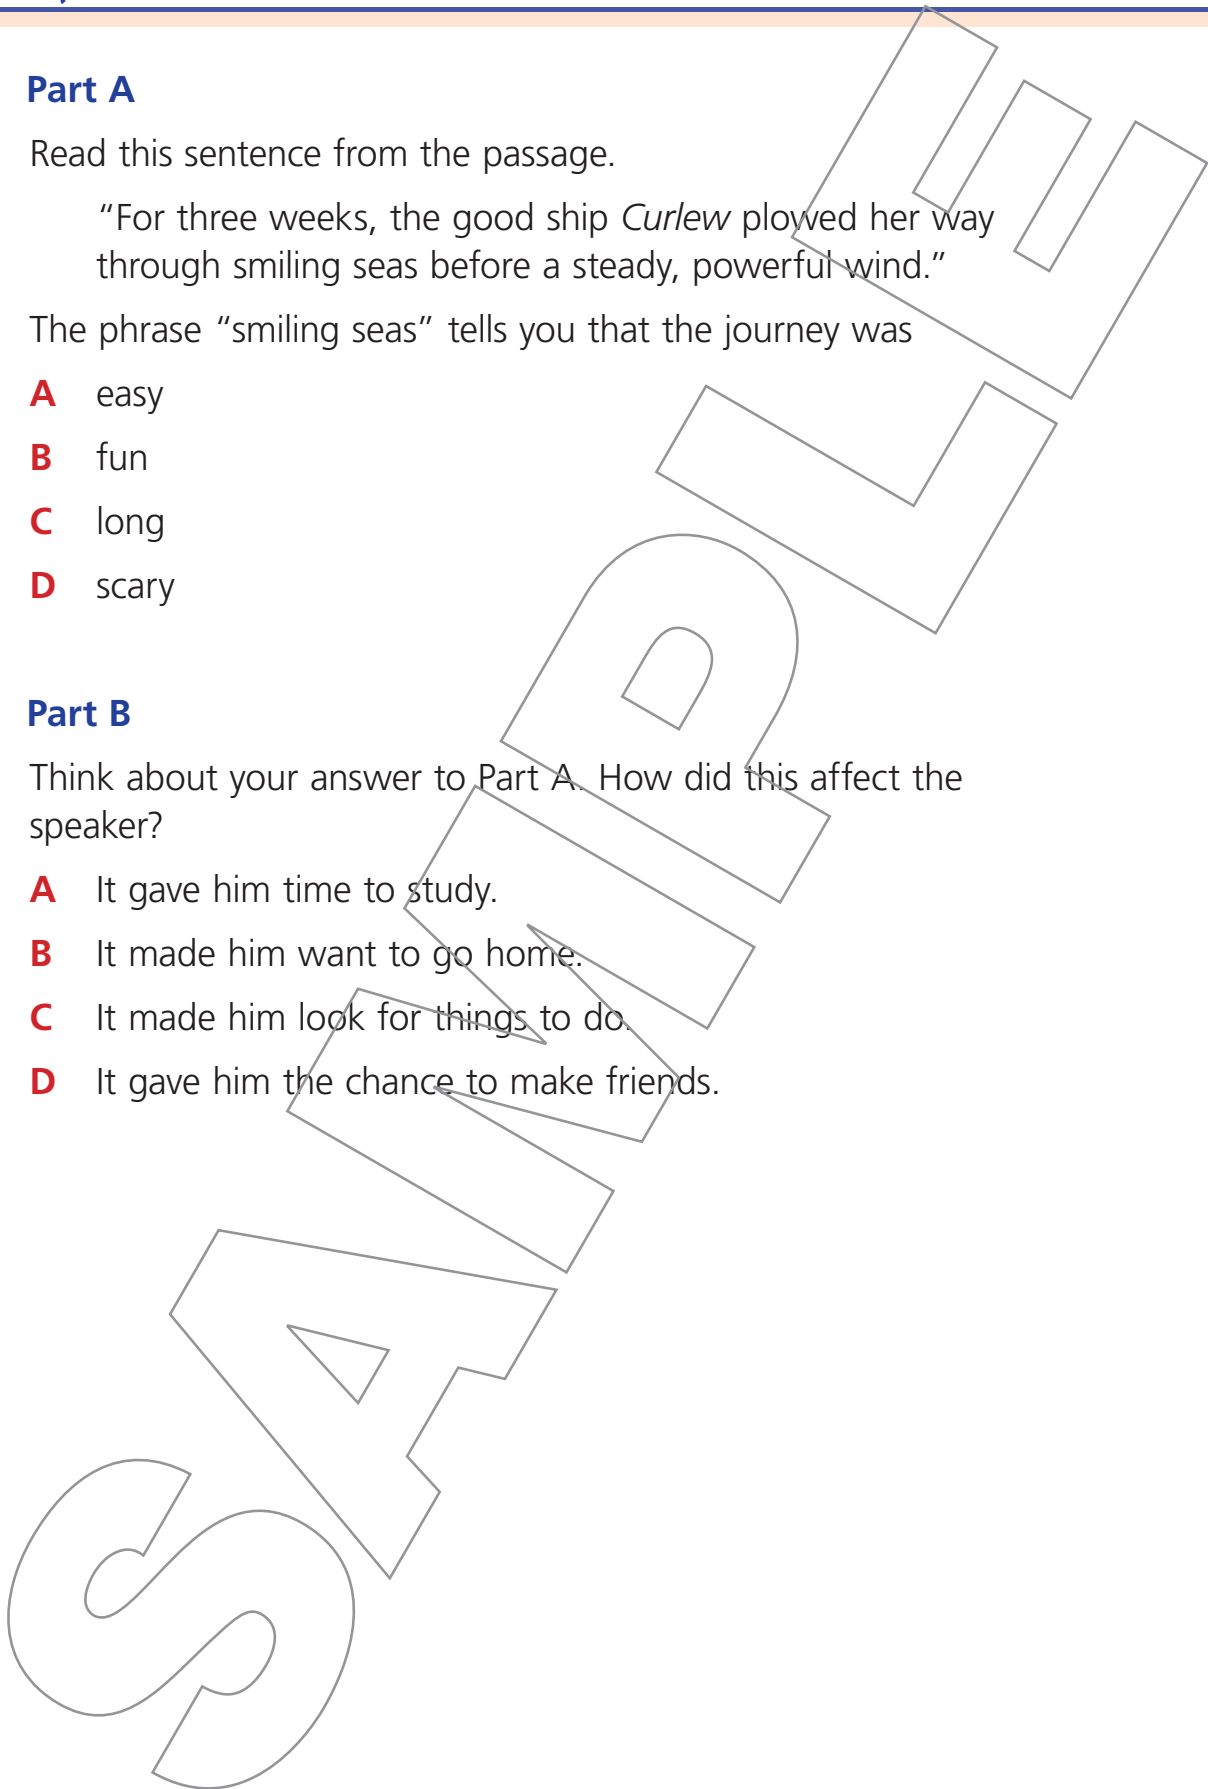 Part A
Read this sentence from the passage.
“For three weeks, the good ship Curlew plowed her way
through smiling seas before a steady, powerful wind.”
The phrase “smiling seas” tells you that the journey was
A easy
B fun
C long
D scary
Part B
Think about your answer to Part A. How did this affect the
speaker?
A It gave him time to study.
B It made him want to go home.
C It made him look for things to do.
D It gave him the chance to make friends.
SAMPLE